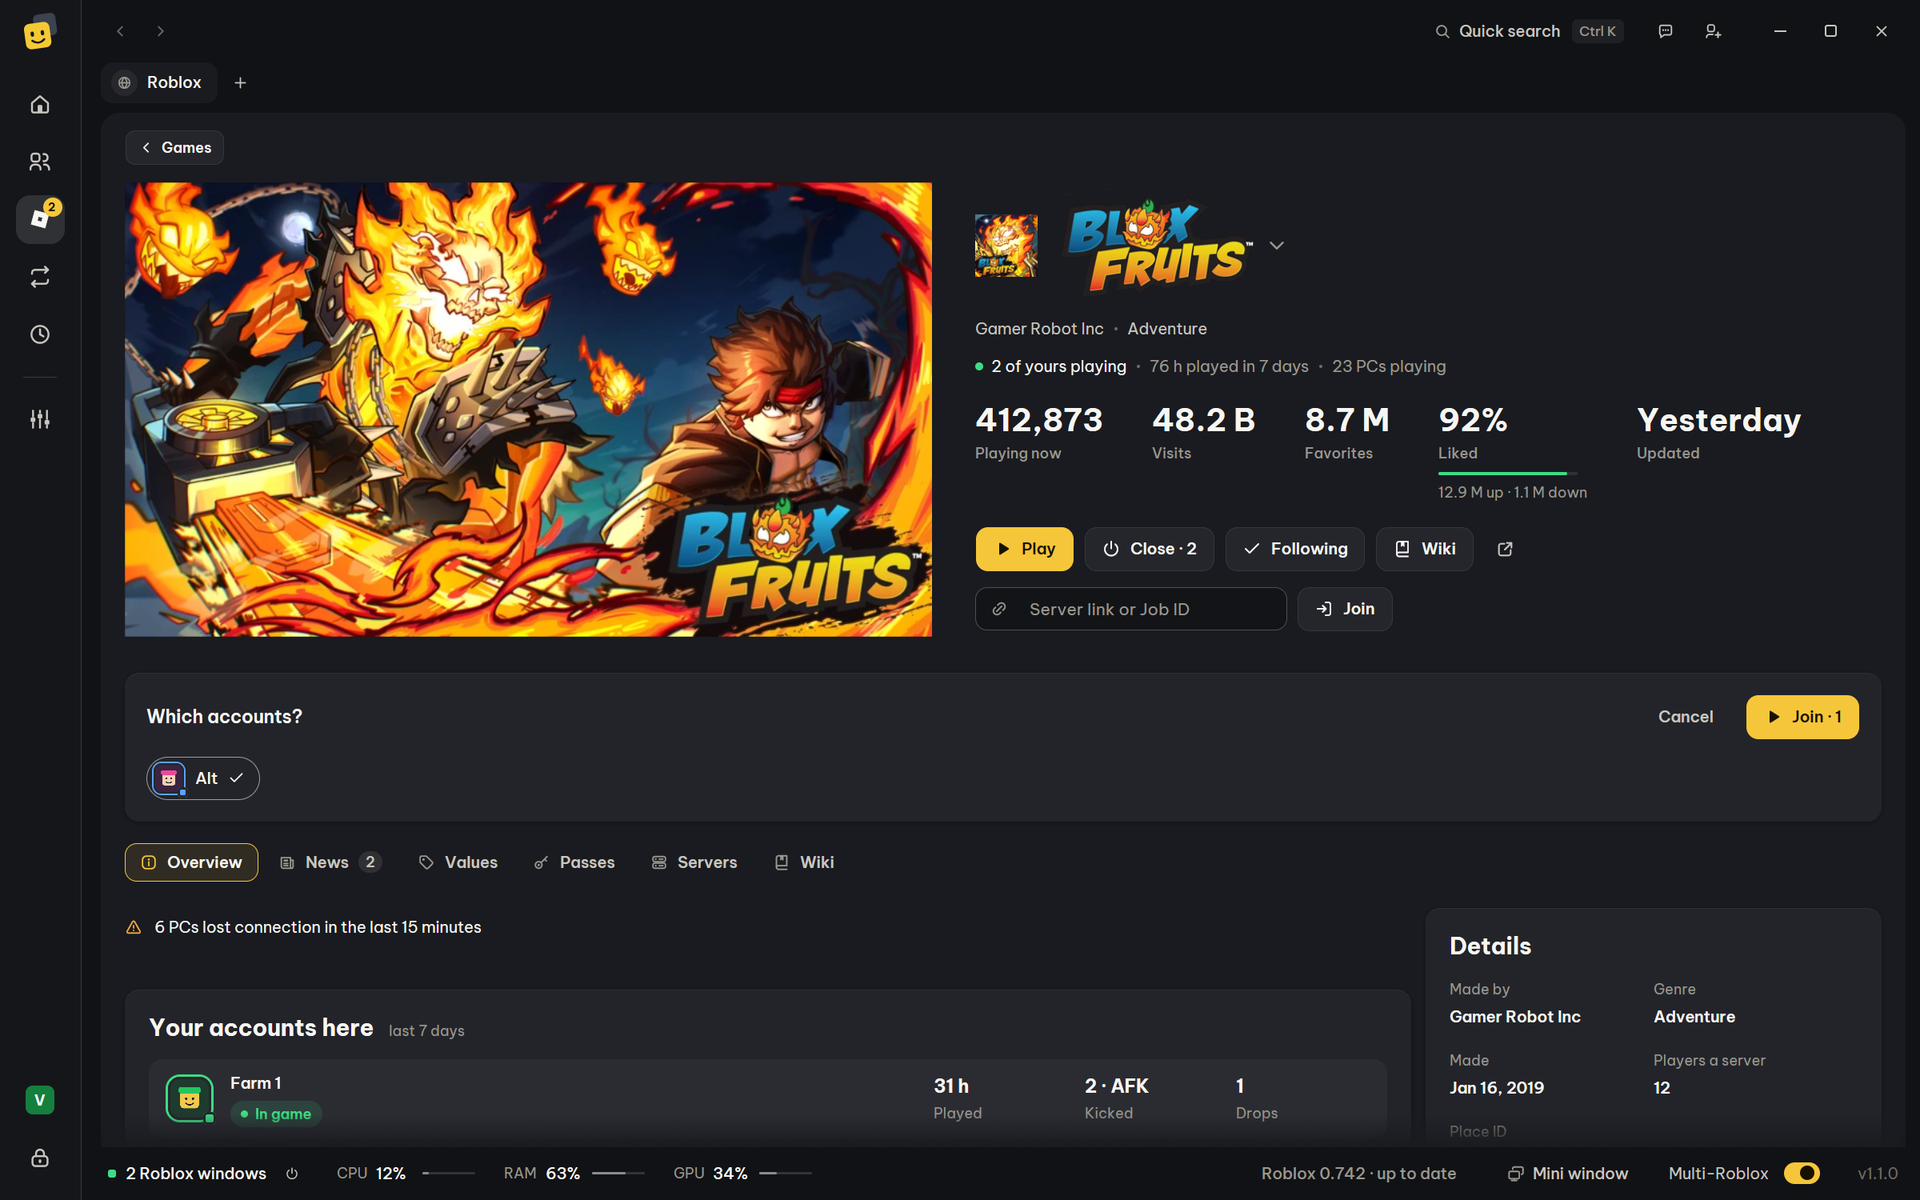 Quick search
Ctrl K
Roblox
2
Games
BLOX
FRUITS™
BLOX FRUITS
BLOX
FRUITS™
Gamer Robot Inc • Adventure
2 of yours playing • 76 h played in 7 days • 23 PCs playing
412,873
Playing now
48.2 B
Visits
8.7 M
Favorites
92%
Liked
12.9 M up · 1.1 M down
Yesterday
Updated
Play
Close · 2
Following
Wiki
Server link or Job ID
Join
Which accounts?
Cancel
Join · 1
Alt
Overview
News 2
Values
Passes
Servers
Wiki
6 PCs lost connection in the last 15 minutes
Your accounts here last 7 days
Farm 1
In game
31 h
Played
2 · AFK
Kicked
1
Drops
Details
Made by
Gamer Robot Inc
Genre
Adventure
Made
Jan 16, 2019
Players a server
12
Place ID
V
2 Roblox windows
CPU 12%
RAM 63%
GPU 34%
Roblox 0.742 · up to date
Mini window
Multi-Roblox
v1.1.0